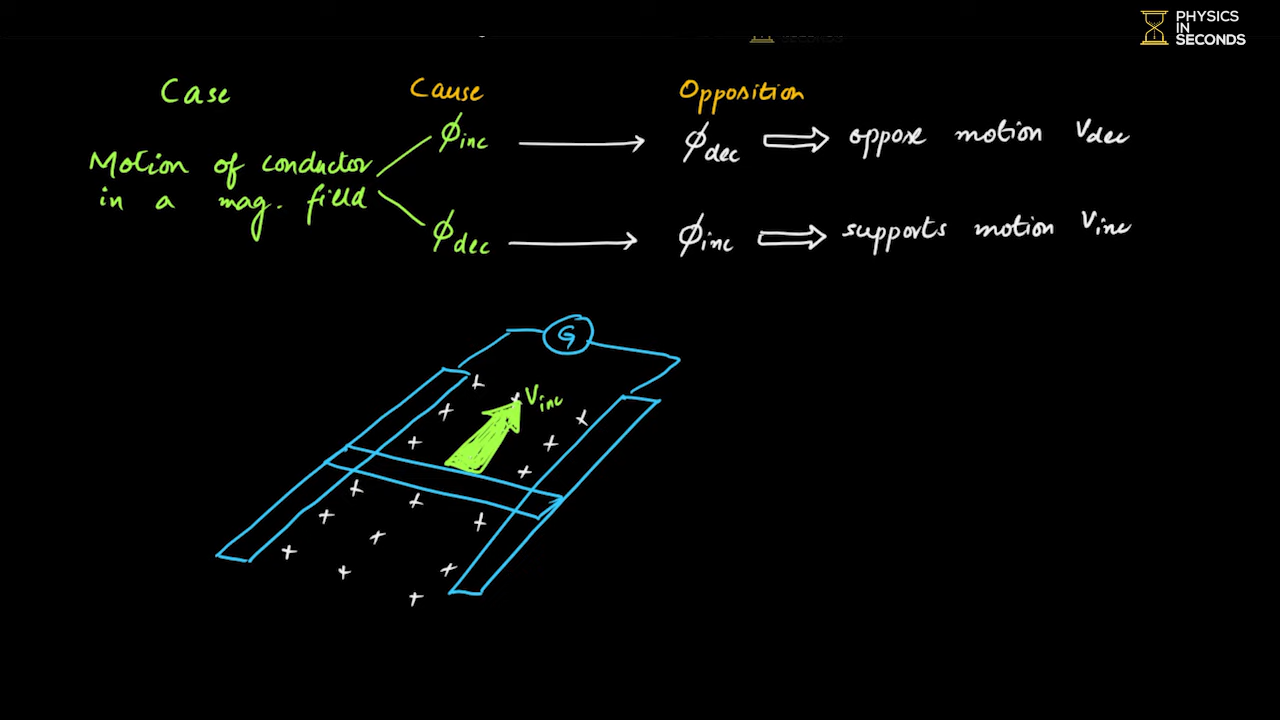 PHYSICS
IN
SECONDS
Case Cause Opposition
ϕinc ϕdec oppose motion Vdec
Motion of conductor
in a mag. field
ϕdec ϕinc supports motion Vinc
G
Vinc